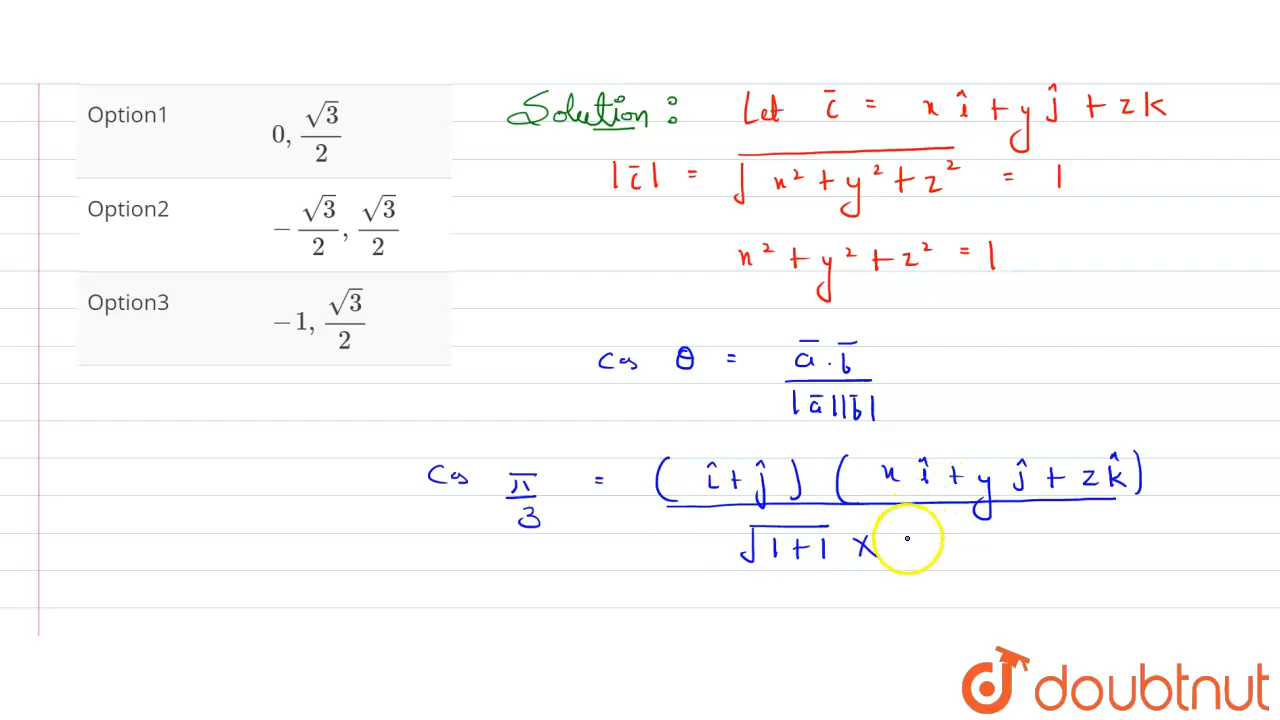 Option1 0, √3/2
Option2 −√3/2, √3/2
Option3 −1, √3/2
Solution : Let c̄ = x î + y ĵ + z k
|c̄| = √(x² + y² + z²) = 1
x² + y² + z² = 1
Cos θ = ā . b̄ / |ā||b̄|
Cos π/3 = (î + ĵ) (x î + y ĵ + z k̂) / √(1+1) ×
doubtnut